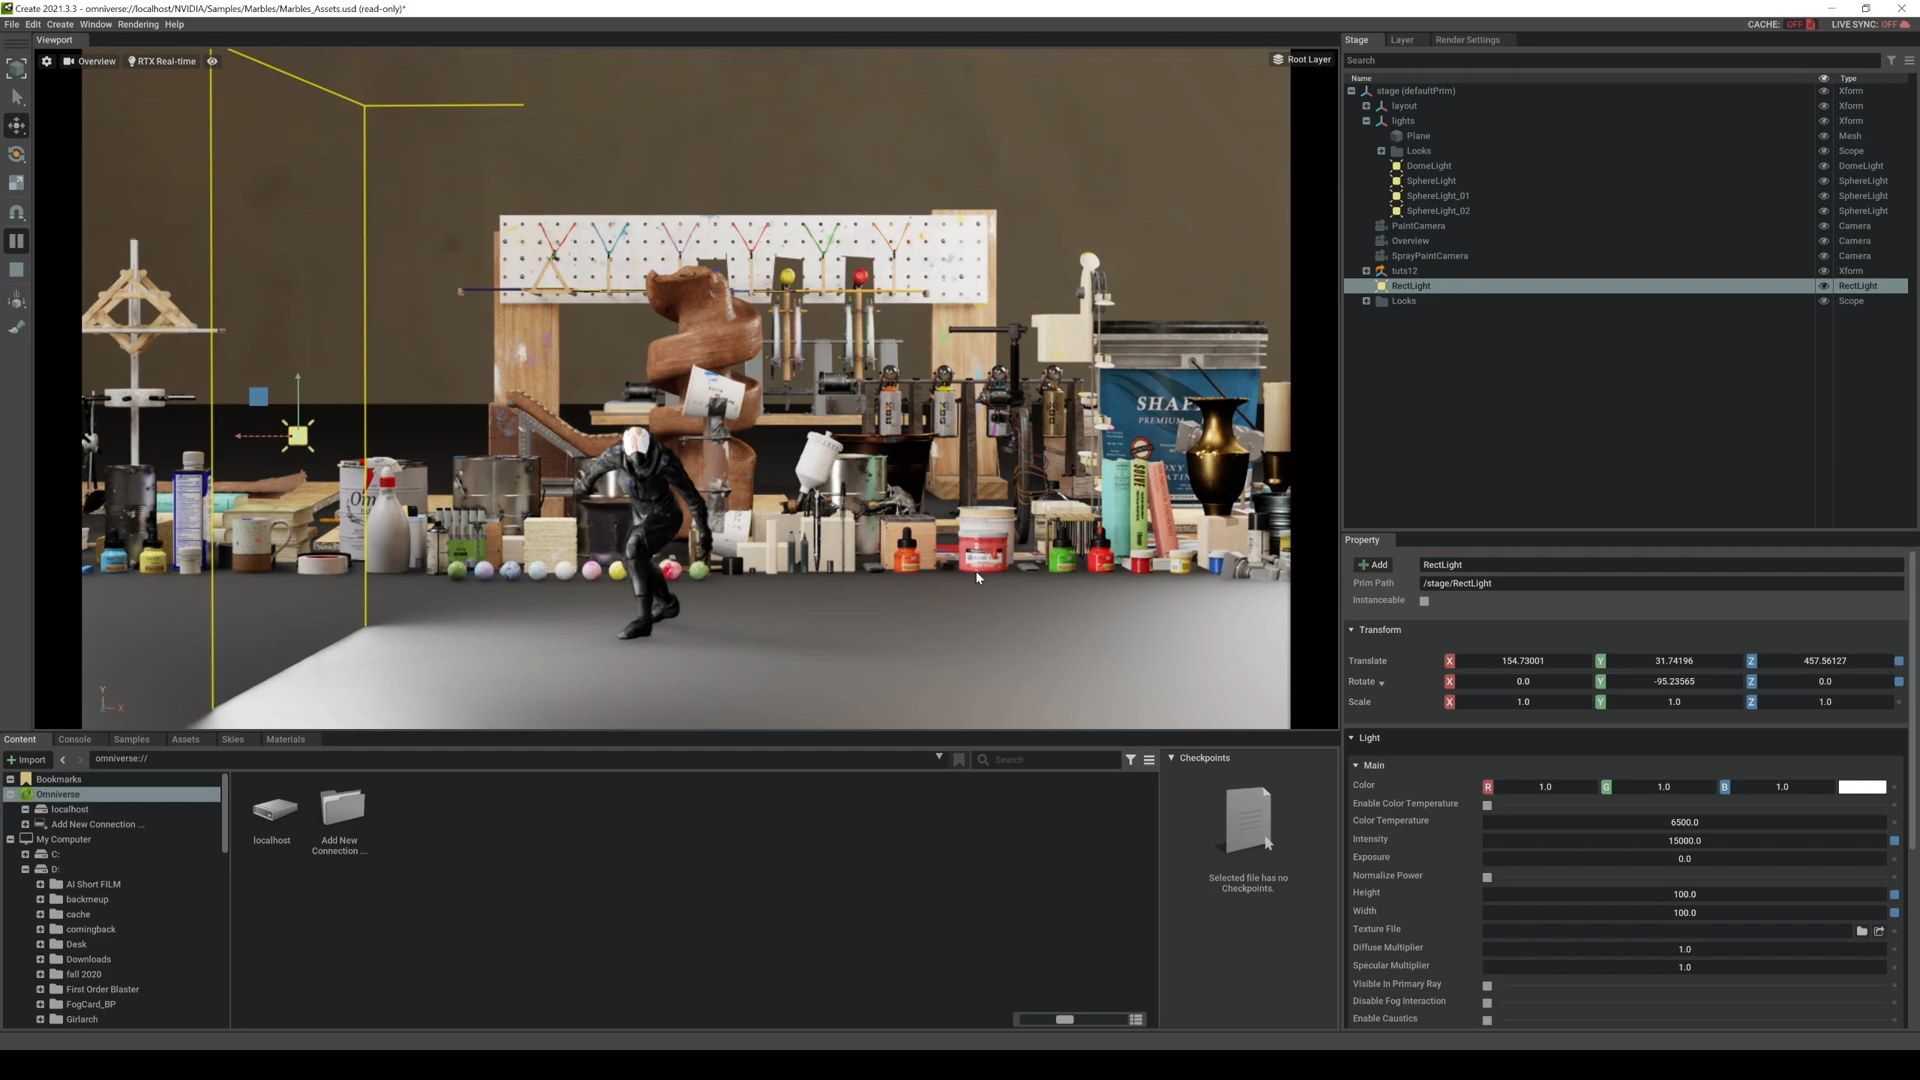 Create 2021.3.3 - omniverse://localhost/NVIDIA/Samples/Marbles/Marbles_Assets.usd (read-only)*
File Edit Create Window Rendering Help
CACHE: OFF LIVE SYNC: OFF
Viewport
Overview RTX Real-time
Root Layer
SHAP
PREMIUM
Om
Y
Z X
Stage Layer Render Settings
Search
Name Type
stage (defaultPrim) Xform
layout Xform
lights Xform
Plane Mesh
Looks Scope
DomeLight DomeLight
SphereLight SphereLight
SphereLight_01 SphereLight
SphereLight_02 SphereLight
PaintCamera Camera
Overview Camera
SprayPaintCamera Camera
tuts12 Xform
RectLight RectLight
Looks Scope
Property
Add RectLight
Prim Path /stage/RectLight
Instanceable
Transform
Translate X 154.73001 Y 31.74196 Z 457.56127
Rotate X 0.0 Y -95.23565 Z 0.0
Scale X 1.0 Y 1.0 Z 1.0
Light
Main
Color R 1.0 G 1.0 B 1.0
Enable Color Temperature
Color Temperature 6500.0
Intensity 15000.0
Exposure 0.0
Normalize Power
Height 100.0
Width 100.0
Texture File
Diffuse Multiplier 1.0
Specular Multiplier 1.0
Visible In Primary Ray
Disable Fog Interaction
Enable Caustics
Content Console Samples Assets Skies Materials
Import omniverse:// Search
Bookmarks
Omniverse
localhost
Add New Connection ...
My Computer
C:
D:
AI Short FILM
backmeup
cache
comingback
Desk
Downloads
fall 2020
First Order Blaster
FogCard_BP
Girlarch
localhost
Add New
Connection ...
Checkpoints
Selected file has no
Checkpoints.